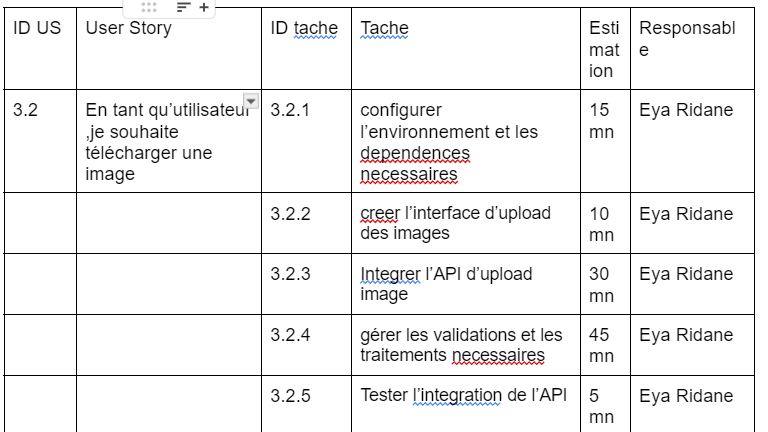 ID US
User Story
ID tache
Tache
Esti
mat
ion
Responsabl
e
3.2
En tant qu'utilisateur
,je souhaite
télécharger une
image
3.2.1
configurer
l'environnement et les
dependences
necessaires
15
mn
Eya Ridane
3.2.2
creer l'interface d'upload
des images
10
mn
Eya Ridane
3.2.3
Integrer l'API d'upload
image
30
mn
Eya Ridane
3.2.4
gérer les validations et les
traitements necessaires
45
mn
Eya Ridane
3.2.5
Tester l'integration de l'API
5
mn
Eya Ridane